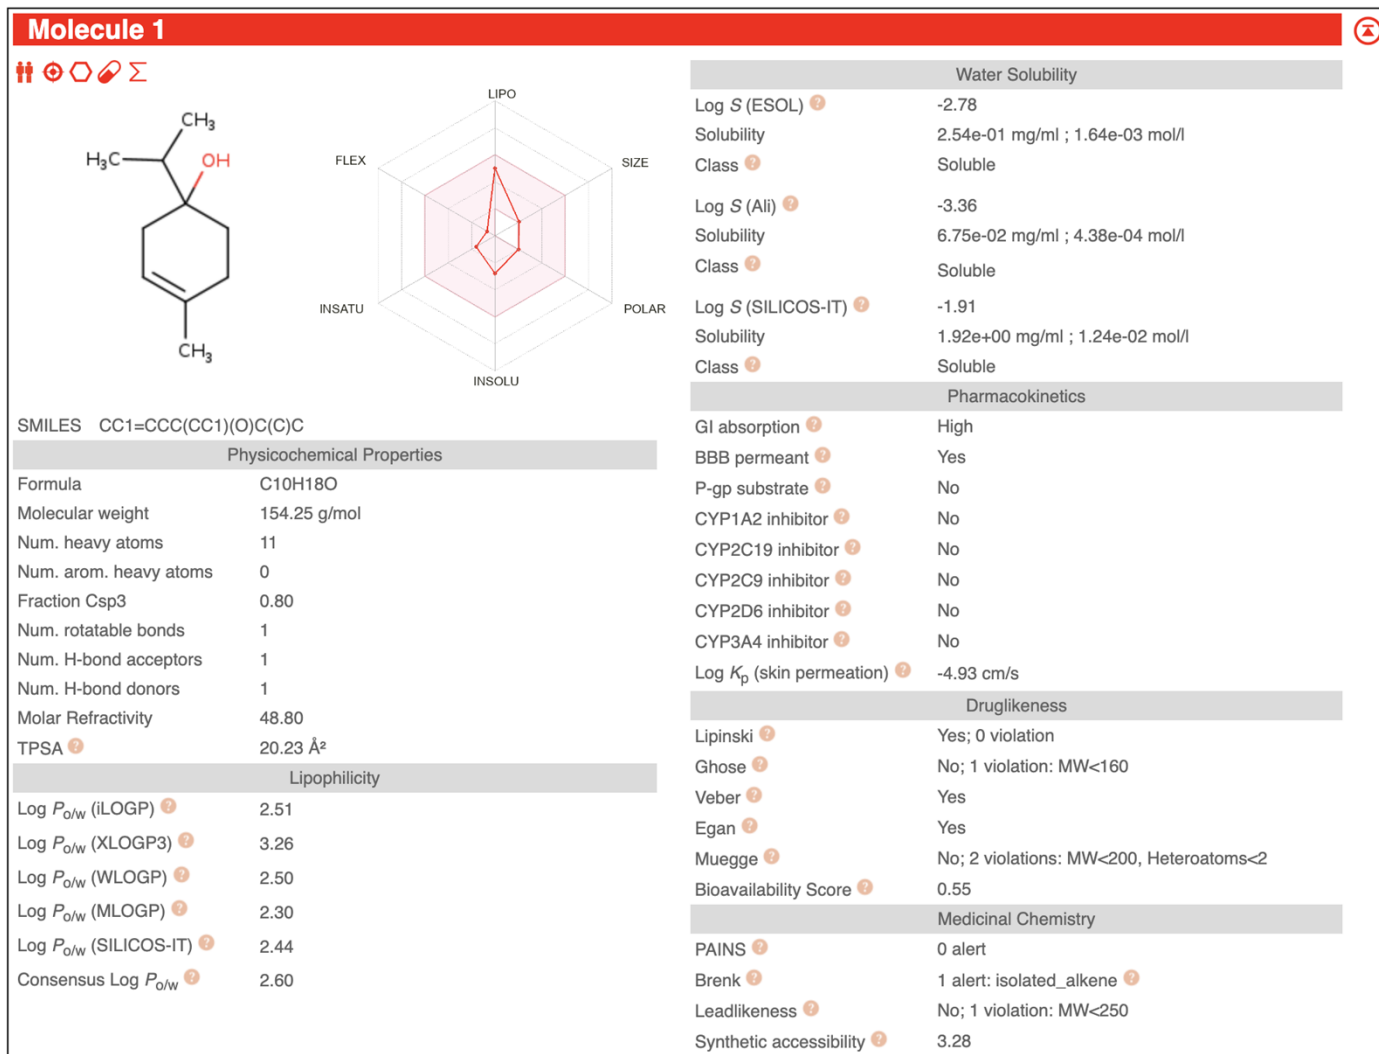 Molecule 1
CH₃
H₃C
OH
CH₃
LIPO
FLEX
SIZE
INSATU
POLAR
INSOLU
SMILES CC1=CCC(CC1)(O)C(C)C
Physicochemical Properties
Formula C10H18O
Molecular weight 154.25 g/mol
Num. heavy atoms 11
Num. arom. heavy atoms 0
Fraction Csp3 0.80
Num. rotatable bonds 1
Num. H-bond acceptors 1
Num. H-bond donors 1
Molar Refractivity 48.80
TPSA ? 20.23 Å²
Lipophilicity
Log Po/w (iLOGP) ? 2.51
Log Po/w (XLOGP3) ? 3.26
Log Po/w (WLOGP) ? 2.50
Log Po/w (MLOGP) ? 2.30
Log Po/w (SILICOS-IT) ? 2.44
Consensus Log Po/w ? 2.60
Water Solubility
Log S (ESOL) ? -2.78
Solubility 2.54e-01 mg/ml ; 1.64e-03 mol/l
Class ? Soluble
Log S (Ali) ? -3.36
Solubility 6.75e-02 mg/ml ; 4.38e-04 mol/l
Class ? Soluble
Log S (SILICOS-IT) ? -1.91
Solubility 1.92e+00 mg/ml ; 1.24e-02 mol/l
Class ? Soluble
Pharmacokinetics
GI absorption ? High
BBB permeant ? Yes
P-gp substrate ? No
CYP1A2 inhibitor ? No
CYP2C19 inhibitor ? No
CYP2C9 inhibitor ? No
CYP2D6 inhibitor ? No
CYP3A4 inhibitor ? No
Log Kp (skin permeation) ? -4.93 cm/s
Druglikeness
Lipinski ? Yes; 0 violation
Ghose ? No; 1 violation: MW<160
Veber ? Yes
Egan ? Yes
Muegge ? No; 2 violations: MW<200, Heteroatoms<2
Bioavailability Score ? 0.55
Medicinal Chemistry
PAINS ? 0 alert
Brenk ? 1 alert: isolated_alkene ?
Leadlikeness ? No; 1 violation: MW<250
Synthetic accessibility ? 3.28